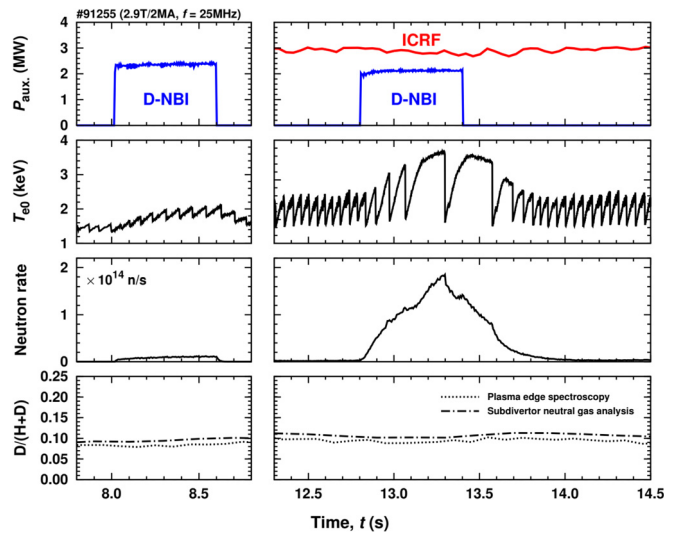 #91255 (2.9T/2MA, f = 25MHz)
P_aux. (MW)
4
3
2
1
0
D-NBI
ICRF
D-NBI
T_e0 (keV)
4
3
2
1
Neutron rate
2
1
0
× 10^14 n/s
D/(H+D)
0.25
0.20
0.15
0.10
0.05
0.00
Plasma edge spectroscopy
Subdivertor neutral gas analysis
8.0 8.5 12.5 13.0 13.5 14.0 14.5
Time, t (s)